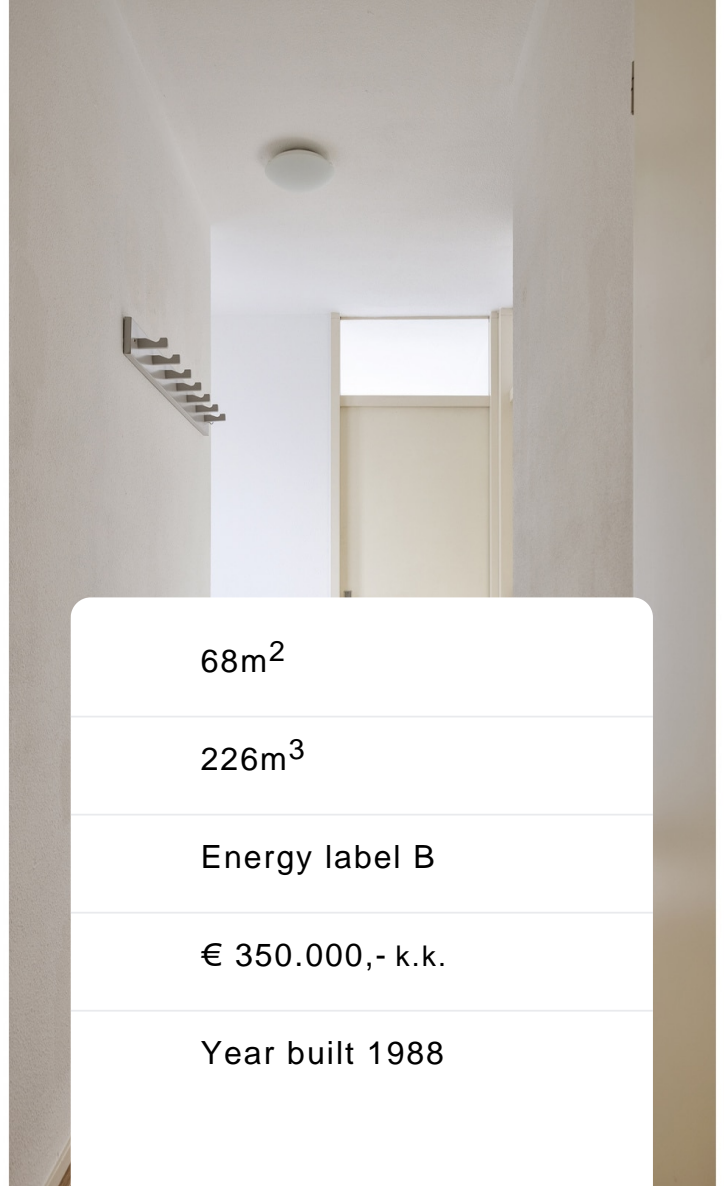 68m²
226m³
Energy label B
€ 350.000,- k.k.
Year built 1988